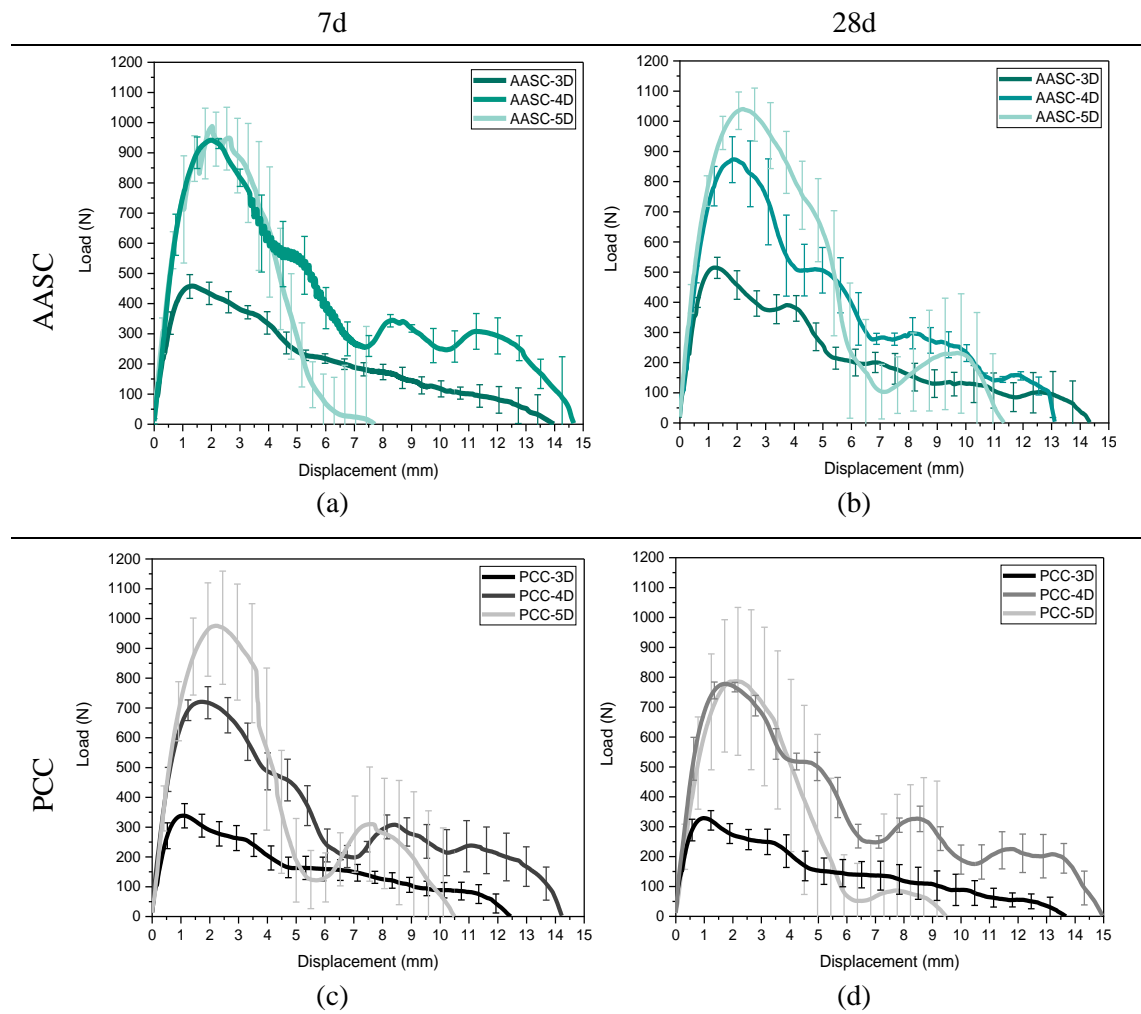 7d 28d
AASC
1200
1100
1000
900
800
700
600
500
400
300
200
100
0
Load (N)
AASC-3D
AASC-4D
AASC-5D
0 1 2 3 4 5 6 7 8 9 10 11 12 13 14 15
Displacement (mm)
(a)
1200
1100
1000
900
800
700
600
500
400
300
200
100
0
Load (N)
AASC-3D
AASC-4D
AASC-5D
0 1 2 3 4 5 6 7 8 9 10 11 12 13 14 15
Displacement (mm)
(b)
PCC
1200
1100
1000
900
800
700
600
500
400
300
200
100
0
Load (N)
PCC-3D
PCC-4D
PCC-5D
0 1 2 3 4 5 6 7 8 9 10 11 12 13 14 15
Displacement (mm)
(c)
1200
1100
1000
900
800
700
600
500
400
300
200
100
0
Load (N)
PCC-3D
PCC-4D
PCC-5D
0 1 2 3 4 5 6 7 8 9 10 11 12 13 14 15
Displacement (mm)
(d)